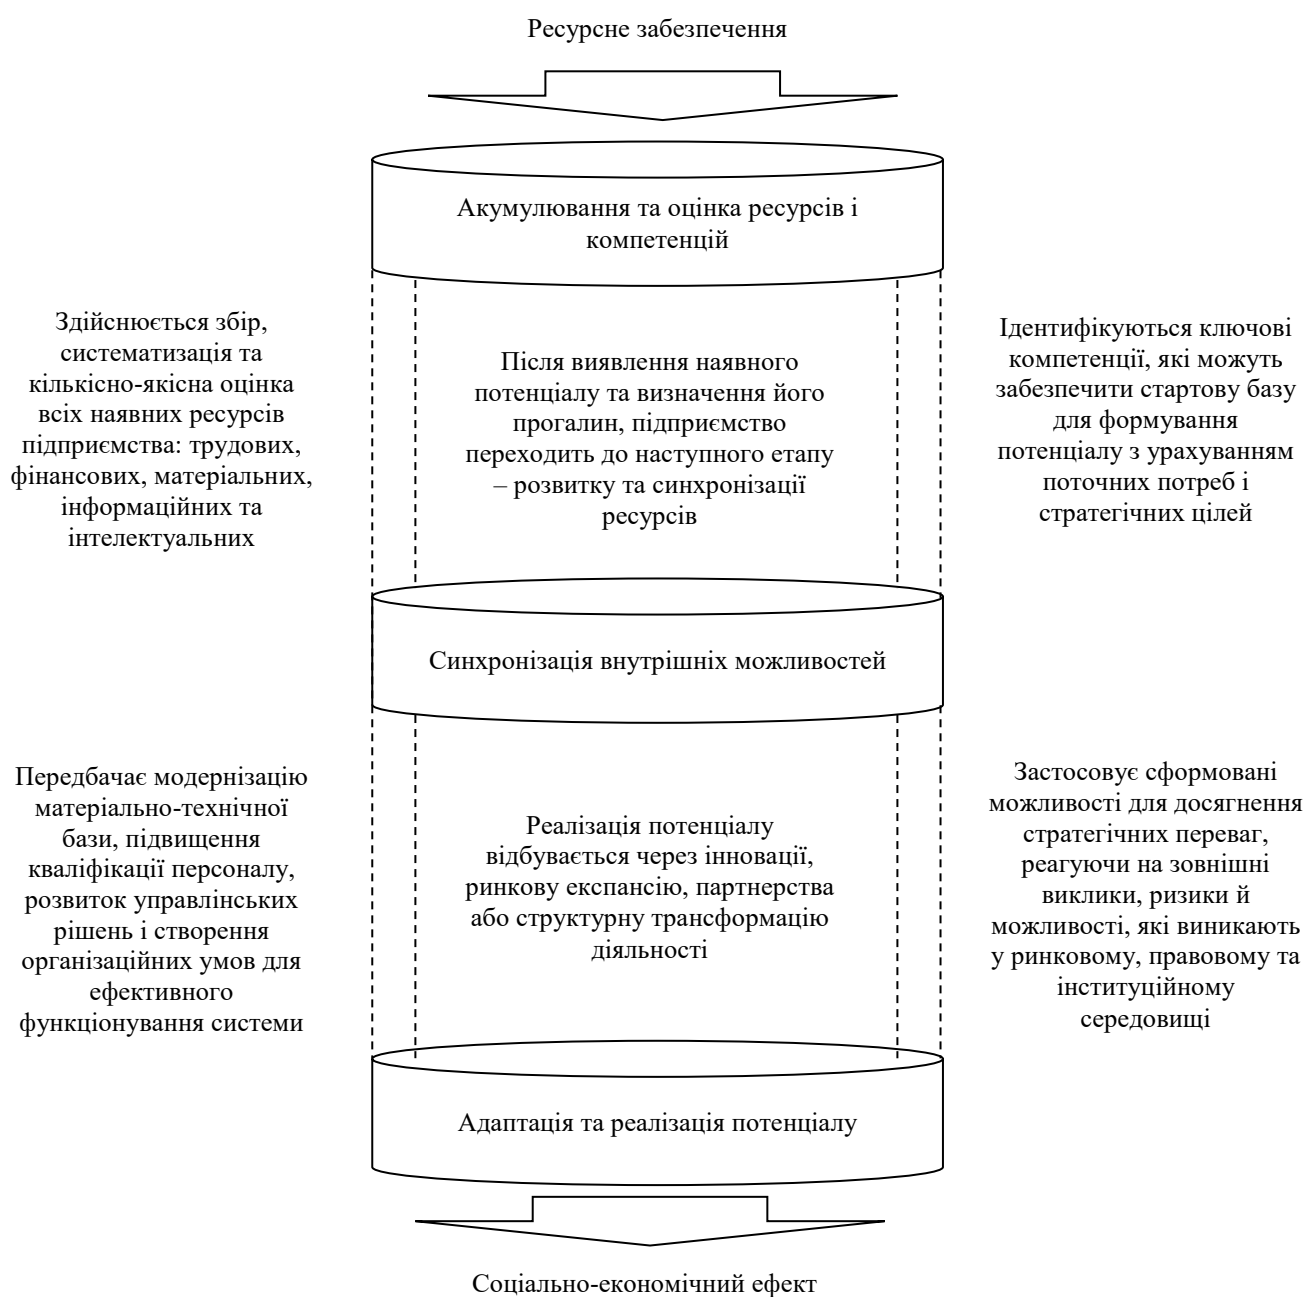 Ресурсне забезпечення
Акумулювання та оцінка ресурсів і
компетенцій
Здійснюється збір,
систематизація та
кількісно-якісна оцінка
всіх наявних ресурсів
підприємства: трудових,
фінансових, матеріальних,
інформаційних та
інтелектуальних
Після виявлення наявного
потенціалу та визначення його
прогалин, підприємство
переходить до наступного етапу
– розвитку та синхронізації
ресурсів
Ідентифікуються ключові
компетенції, які можуть
забезпечити стартову базу
для формування
потенціалу з урахуванням
поточних потреб і
стратегічних цілей
Синхронізація внутрішніх можливостей
Передбачає модернізацію
матеріально-технічної
бази, підвищення
кваліфікації персоналу,
розвиток управлінських
рішень і створення
організаційних умов для
ефективного
функціонування системи
Реалізація потенціалу
відбувається через інновації,
ринкову експансію, партнерства
або структурну трансформацію
діяльності
Застосовує сформовані
можливості для досягнення
стратегічних переваг,
реагуючи на зовнішні
виклики, ризики й
можливості, які виникають
у ринковому, правовому та
інституційному
середовищі
Адаптація та реалізація потенціалу
Соціально-економічний ефект